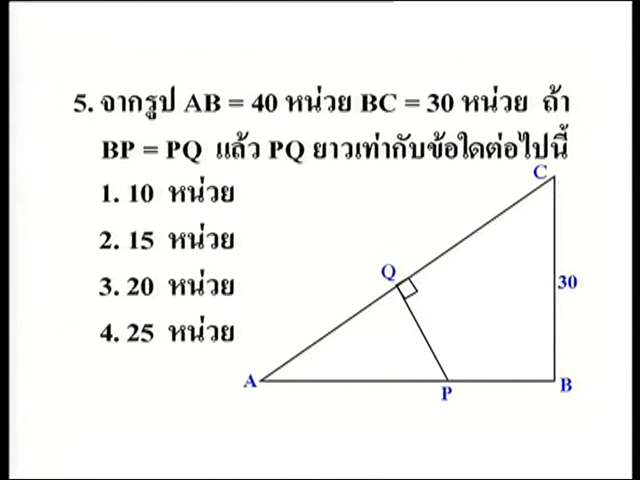 5. จากรูป AB = 40 หน่วย BC = 30 หน่วย ถ้า
BP = PQ แล้ว PQ ยาวเท่ากับข้อใดต่อไปนี้
1. 10 หน่วย
2. 15 หน่วย
3. 20 หน่วย
4. 25 หน่วย
C
Q
30
A
P
B